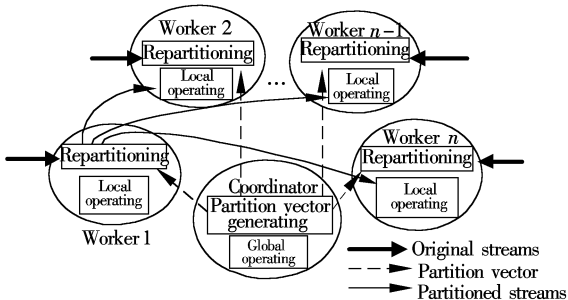 Worker 2
Repartitioning
Local
operating
...
Worker n-1
Repartitioning
Local
operating
Repartitioning
Local
operating
Worker 1
Coordinator
Partition vector
generating
Global
operating
Worker n
Repartitioning
Local
operating
Original streams
Partition vector
Partitioned streams